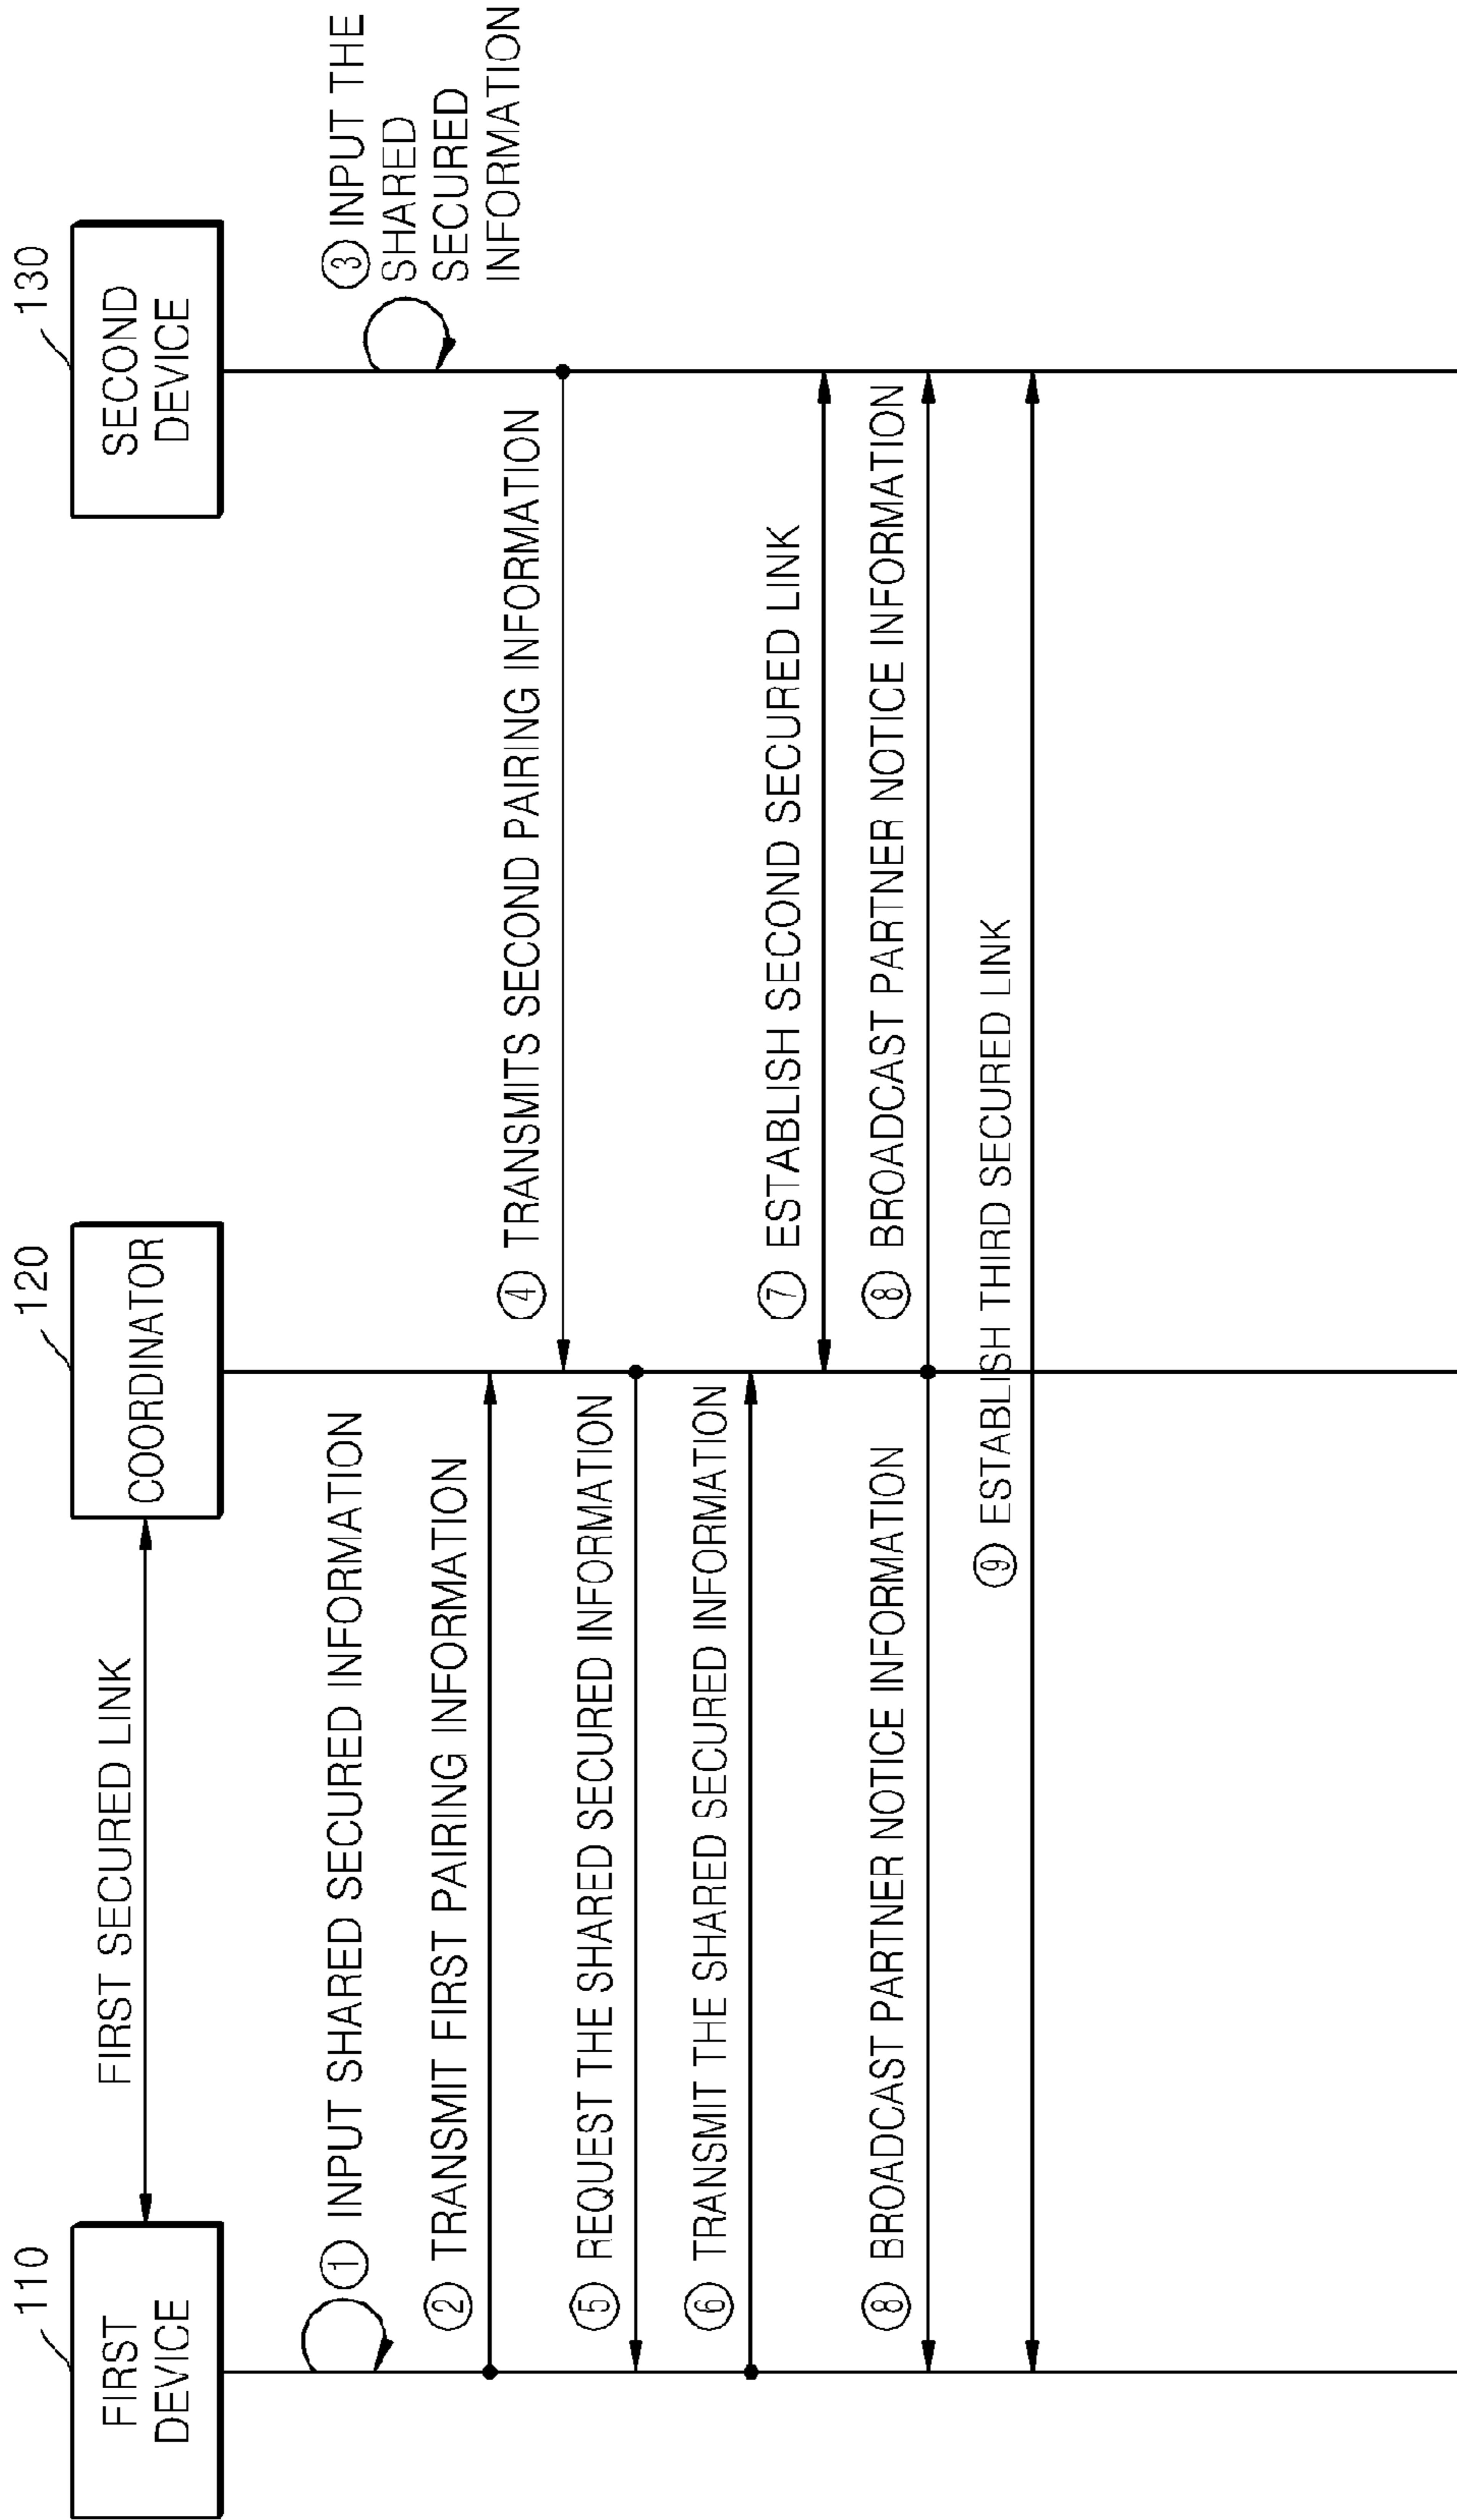 110
120
130
FIRST
DEVICE
FIRST SECURED LINK
COORDINATOR
SECOND
DEVICE
① INPUT SHARED SECURED INFORMATION
② TRANSMIT FIRST PAIRING INFORMATION
③ INPUT THE
SHARED
SECURED
INFORMATION
④ TRANSMITS SECOND PAIRING INFORMATION
⑤ REQUEST THE SHARED SECURED INFORMATION
⑥ TRANSMIT THE SHARED SECURED INFORMATION
⑦ ESTABLISH SECOND SECURED LINK
⑧ BROADCAST PARTNER NOTICE INFORMATION
⑧ BROADCAST PARTNER NOTICE INFORMATION
⑨ ESTABLISH THIRD SECURED LINK